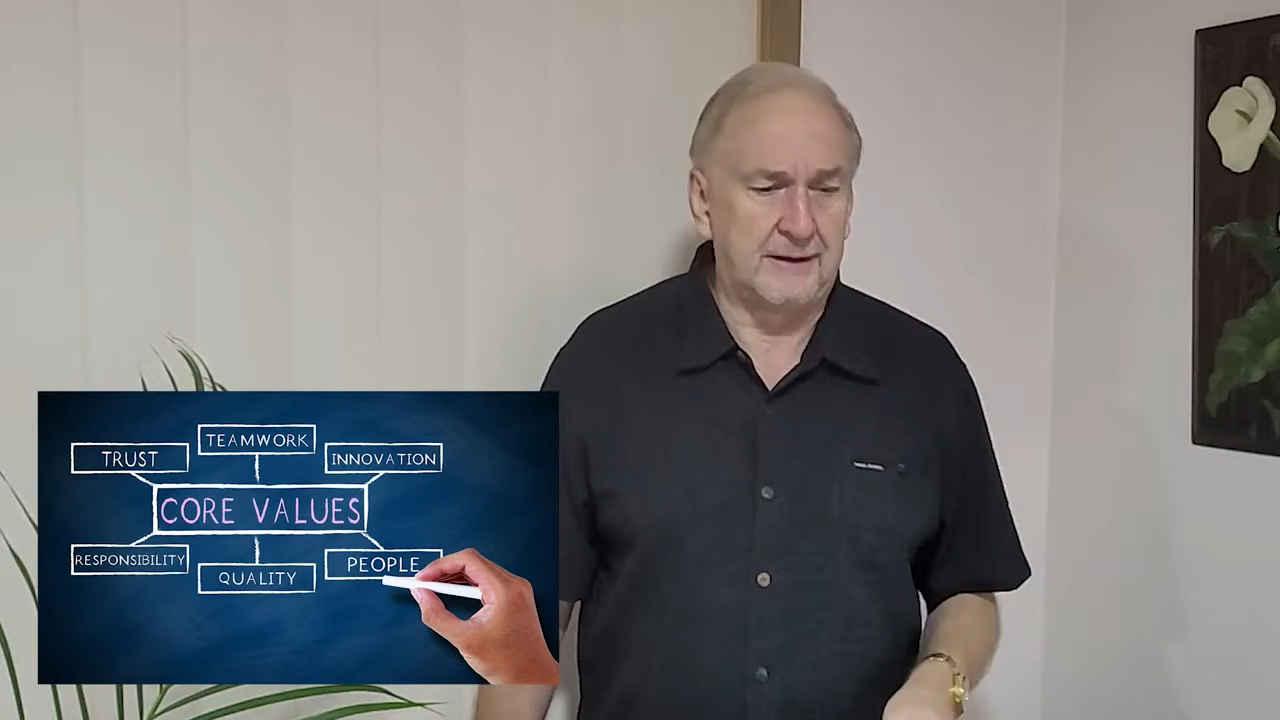 TEAMWORK
TRUST
INNOVATION
CORE VALUES
RESPONSIBILITY
QUALITY
PEOPLE